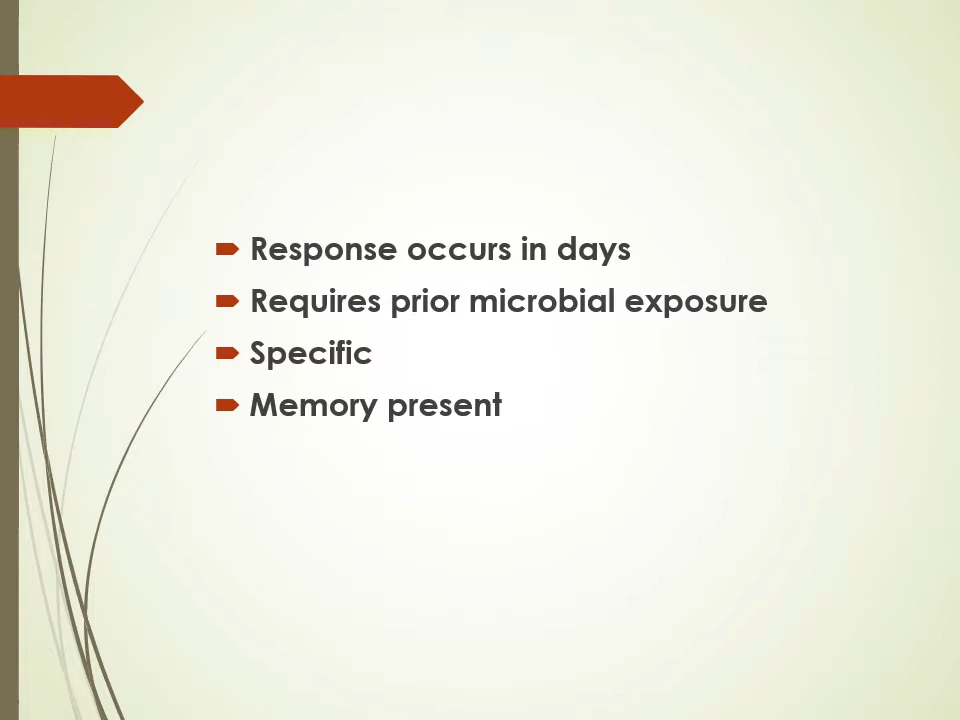 Response occurs in days
Requires prior microbial exposure
Specific
Memory present